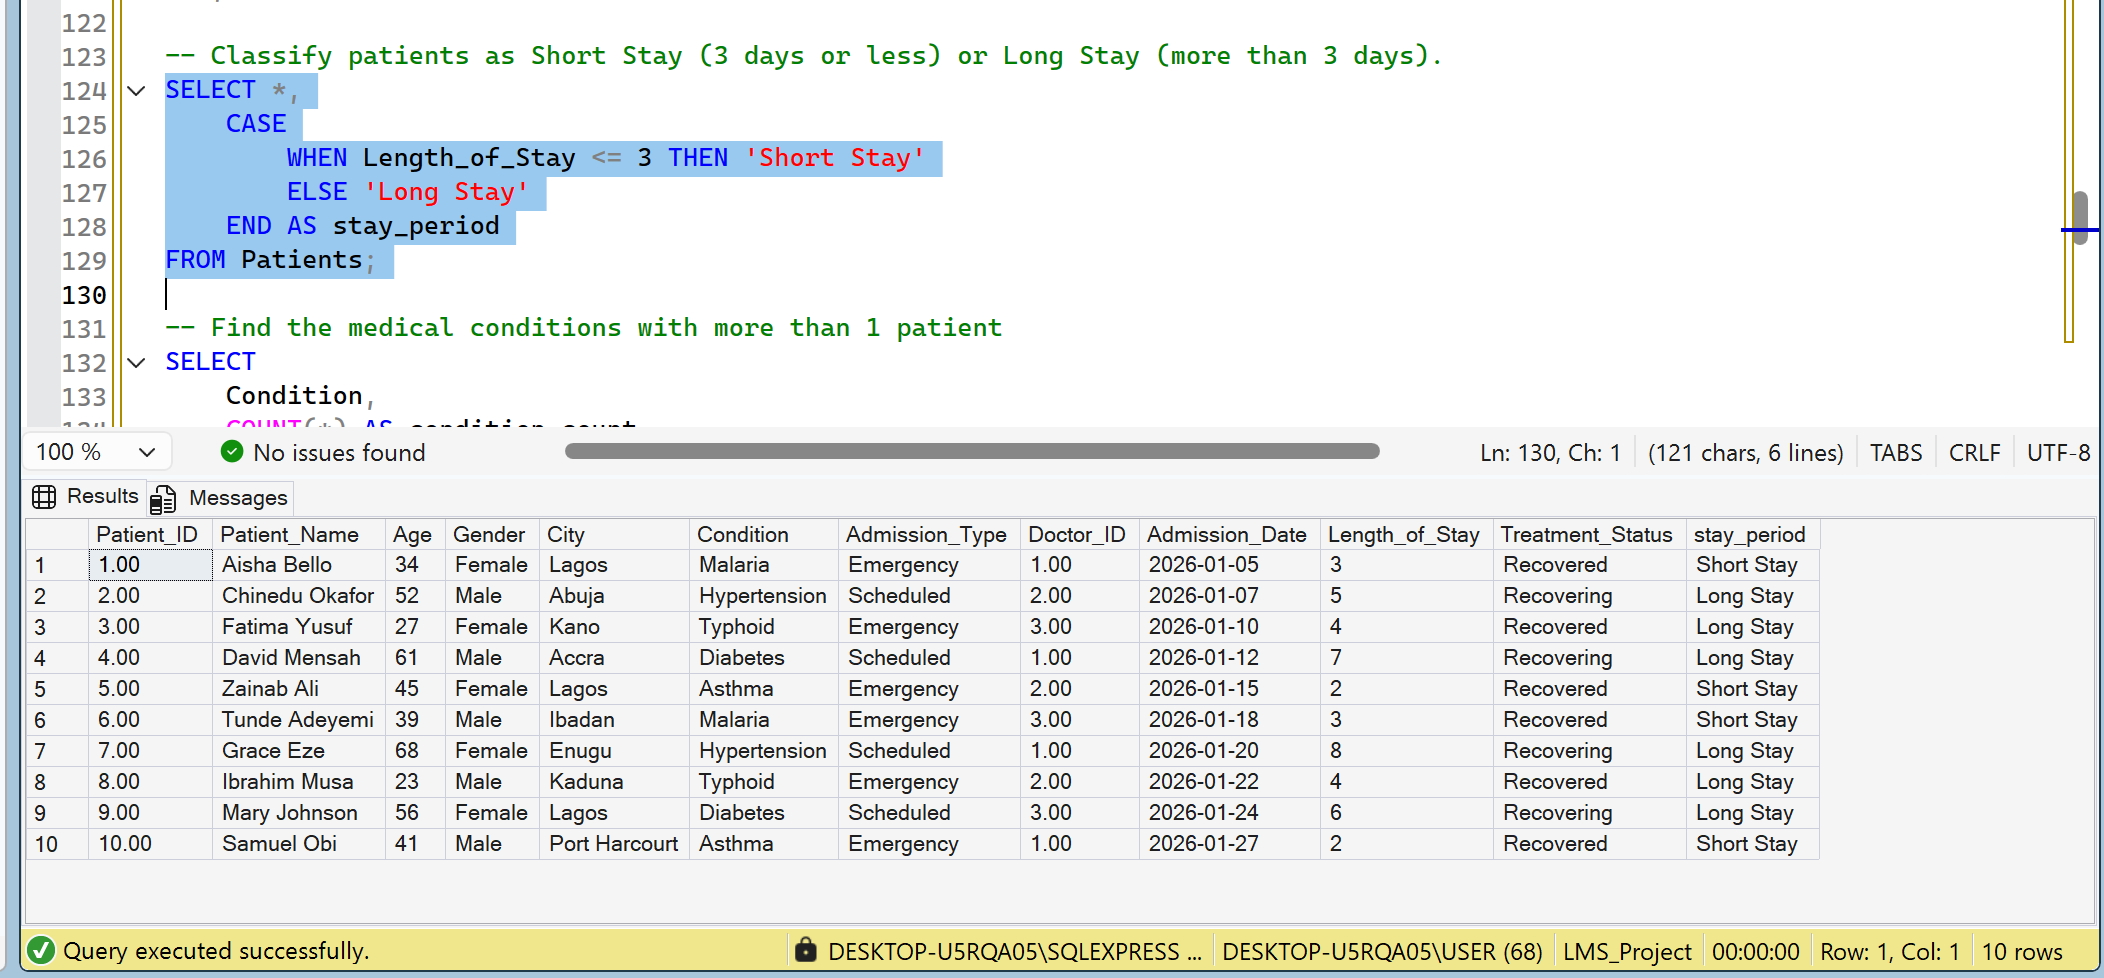 122
123 -- Classify patients as Short Stay (3 days or less) or Long Stay (more than 3 days).
124 SELECT *,
125 CASE
126 WHEN Length_of_Stay <= 3 THEN 'Short Stay'
127 ELSE 'Long Stay'
128 END AS stay_period
129 FROM Patients;
130
131 -- Find the medical conditions with more than 1 patient
132 SELECT
133 Condition,
134 COUNT(*) AS condition_count
100 % No issues found Ln: 130, Ch: 1 (121 chars, 6 lines) TABS CRLF UTF-8
Results Messages
Patient_ID Patient_Name Age Gender City Condition Admission_Type Doctor_ID Admission_Date Length_of_Stay Treatment_Status stay_period
1 1.00 Aisha Bello 34 Female Lagos Malaria Emergency 1.00 2026-01-05 3 Recovered Short Stay
2 2.00 Chinedu Okafor 52 Male Abuja Hypertension Scheduled 2.00 2026-01-07 5 Recovering Long Stay
3 3.00 Fatima Yusuf 27 Female Kano Typhoid Emergency 3.00 2026-01-10 4 Recovered Long Stay
4 4.00 David Mensah 61 Male Accra Diabetes Scheduled 1.00 2026-01-12 7 Recovering Long Stay
5 5.00 Zainab Ali 45 Female Lagos Asthma Emergency 2.00 2026-01-15 2 Recovered Short Stay
6 6.00 Tunde Adeyemi 39 Male Ibadan Malaria Emergency 3.00 2026-01-18 3 Recovered Short Stay
7 7.00 Grace Eze 68 Female Enugu Hypertension Scheduled 1.00 2026-01-20 8 Recovering Long Stay
8 8.00 Ibrahim Musa 23 Male Kaduna Typhoid Emergency 2.00 2026-01-22 4 Recovered Long Stay
9 9.00 Mary Johnson 56 Female Lagos Diabetes Scheduled 3.00 2026-01-24 6 Recovering Long Stay
10 10.00 Samuel Obi 41 Male Port Harcourt Asthma Emergency 1.00 2026-01-27 2 Recovered Short Stay
Query executed successfully. DESKTOP-U5RQA05\SQLEXPRESS ... DESKTOP-U5RQA05\USER (68) LMS_Project 00:00:00 Row: 1, Col: 1 10 rows